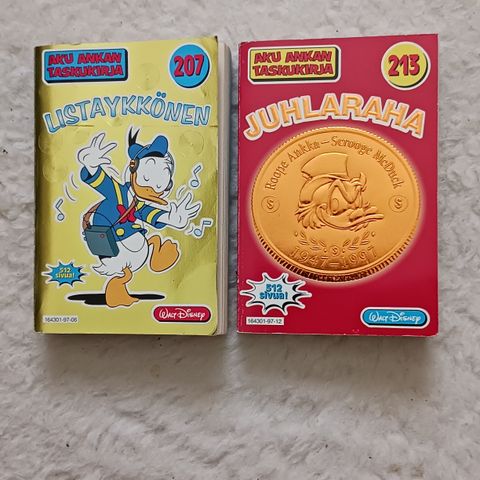 AKU ANKAN
TASKUKIRJA
207
LISTAYKKÖNEN
512
sivua!
WALT DISNEY
164301-97-06
AKU ANKAN
TASKUKIRJA
213
JUHLARAHA
Roope Ankka – Scrooge McDuck
S S
S
1947–1997
512
sivua!
WALT DISNEY
164301-97-12